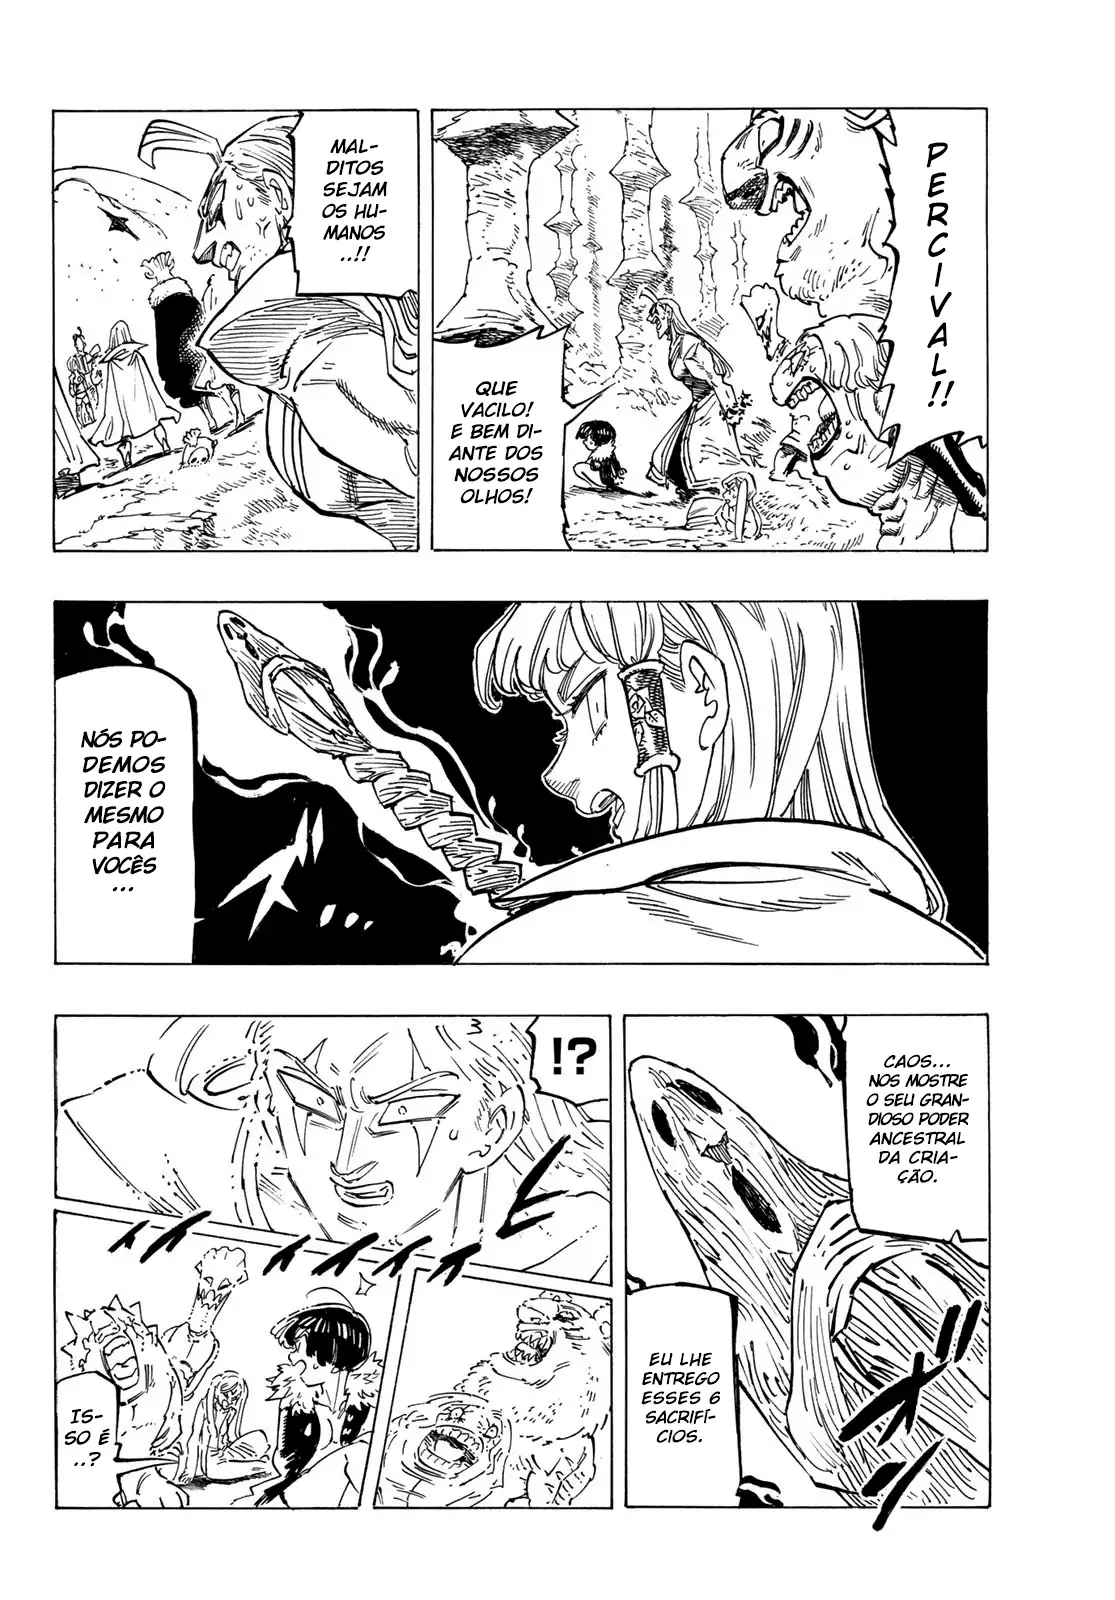 PERCIVAL!!
QUE
VACILO!
E BEM DI-
ANTE DOS
NOSSOS
OLHOS!
MAL-
DITOS
SEJAM
OS HU-
MANOS
..!!
NÓS PO-
DEMOS
DIZER O
MESMO
PARA
VOCÊS
...
CAOS...
NOS MOSTRE
O SEU GRAN-
DIOSO PODER
ANCESTRAL
DA CRIA-
ÇÃO.
EU LHE
ENTREGO
ESSES 6
SACRIFÍ-
CIOS.
!?
IS-
SO É
..?